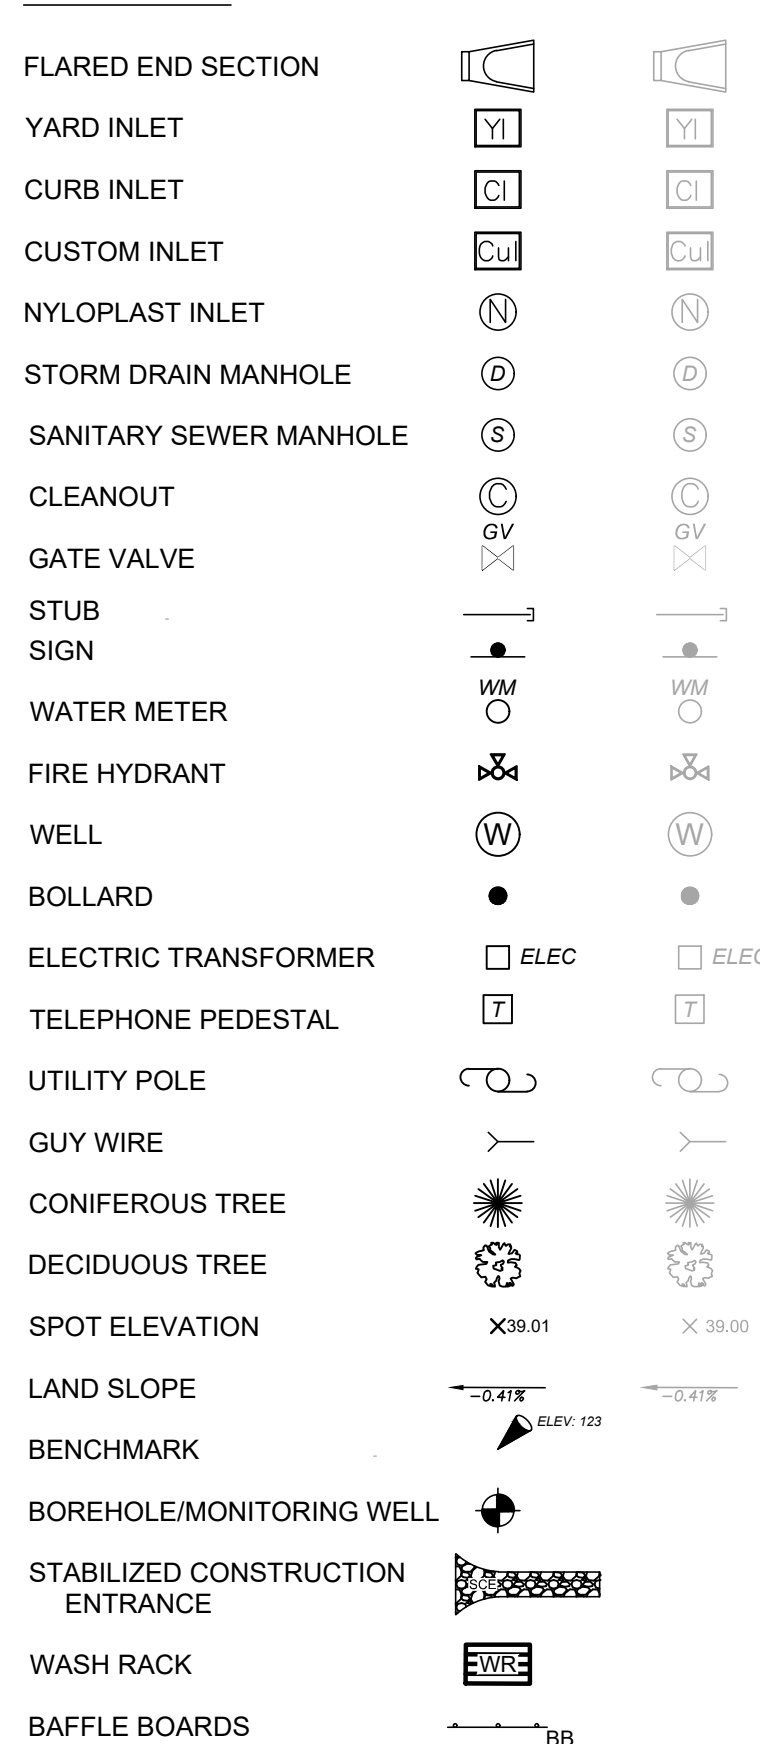 FLARED END SECTION
YARD INLET YI YI
CURB INLET CI CI
CUSTOM INLET CuI CuI
NYLOPLAST INLET N N
STORM DRAIN MANHOLE D D
SANITARY SEWER MANHOLE S S
CLEANOUT C C
GV GV
GATE VALVE
STUB
SIGN
WM WM
WATER METER
FIRE HYDRANT
WELL W W
BOLLARD
ELECTRIC TRANSFORMER ELEC ELEC
TELEPHONE PEDESTAL T T
UTILITY POLE
GUY WIRE
CONIFEROUS TREE
DECIDUOUS TREE
SPOT ELEVATION 39.01 39.00
LAND SLOPE -0.41% -0.41%
ELEV: 123
BENCHMARK
BOREHOLE/MONITORING WELL
STABILIZED CONSTRUCTION SCE
ENTRANCE
WASH RACK WR
BAFFLE BOARDS BB